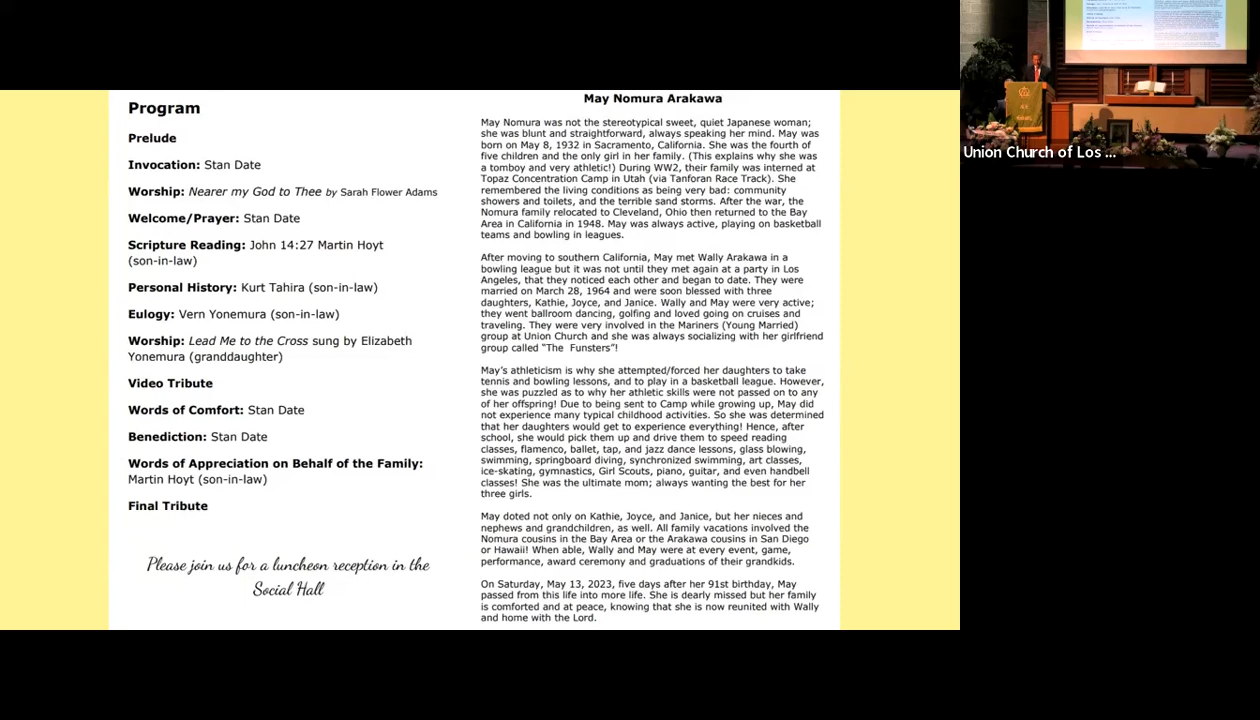 Program
Prelude
Invocation: Stan Date
Worship: Nearer my God to Thee by Sarah Flower Adams
Welcome/Prayer: Stan Date
Scripture Reading: John 14:27 Martin Hoyt
(son-in-law)
Personal History: Kurt Tahira (son-in-law)
Eulogy: Vern Yonemura (son-in-law)
Worship: Lead Me to the Cross sung by Elizabeth
Yonemura (granddaughter)
Video Tribute
Words of Comfort: Stan Date
Benediction: Stan Date
Words of Appreciation on Behalf of the Family:
Martin Hoyt (son-in-law)
Final Tribute
Please join us for a luncheon reception in the
Social Hall
May Nomura Arakawa
May Nomura was not the stereotypical sweet, quiet Japanese woman;
she was blunt and straightforward, always speaking her mind. May was
born on May 8, 1932 in Sacramento, California. She was the fourth of
five children and the only girl in her family. (This explains why she was
a tomboy and very athletic!) During WW2, their family was interned at
Topaz Concentration Camp in Utah (via Tanforan Race Track). She
remembered the living conditions as being very bad: community
showers and toilets, and the terrible sand storms. After the war, the
Nomura family relocated to Cleveland, Ohio then returned to the Bay
Area in California in 1948. May was always active, playing on basketball
teams and bowling in leagues.
After moving to southern California, May met Wally Arakawa in a
bowling league but it was not until they met again at a party in Los
Angeles, that they noticed each other and began to date. They were
married on March 28, 1964 and were soon blessed with three
daughters, Kathie, Joyce, and Janice. Wally and May were very active;
they went ballroom dancing, golfing and loved going on cruises and
traveling. They were very involved in the Mariners (Young Married)
group at Union Church and she was always socializing with her girlfriend
group called “The Funsters”!
May’s athleticism is why she attempted/forced her daughters to take
tennis and bowling lessons, and to play in a basketball league. However,
she was puzzled as to why her athletic skills were not passed on to any
of her offspring! Due to being sent to Camp while growing up, May did
not experience many typical childhood activities. So she was determined
that her daughters would get to experience everything! Hence, after
school, she would pick them up and drive them to speed reading
classes, flamenco, ballet, tap, and jazz dance lessons, glass blowing,
swimming, springboard diving, synchronized swimming, art classes,
ice-skating, gymnastics, Girl Scouts, piano, guitar, and even handbell
classes! She was the ultimate mom; always wanting the best for her
three girls.
May doted not only on Kathie, Joyce, and Janice, but her nieces and
nephews and grandchildren, as well. All family vacations involved the
Nomura cousins in the Bay Area or the Arakawa cousins in San Diego
or Hawaii! When able, Wally and May were at every event, game,
performance, award ceremony and graduations of their grandkids.
On Saturday, May 13, 2023, five days after her 91st birthday, May
passed from this life into more life. She is dearly missed but her family
is comforted and at peace, knowing that she is now reunited with Wally
and home with the Lord.
Union Church of Los ...